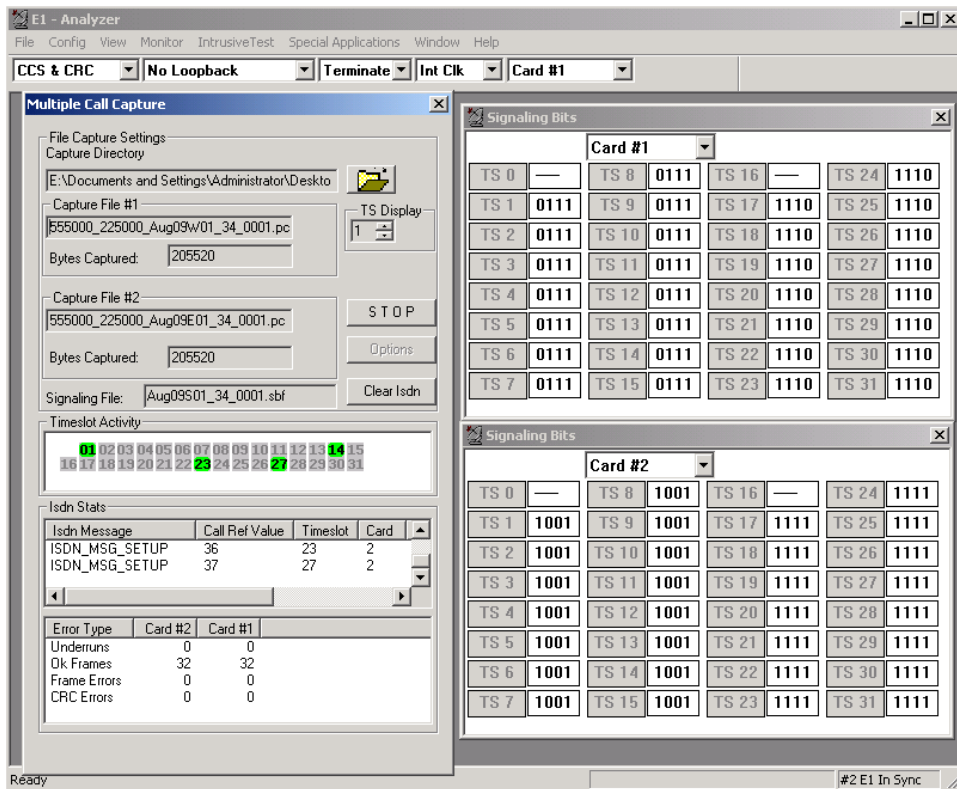 E1 - Analyzer
File Config View Monitor IntrusiveTest Special Applications Window Help
CCS & CRC No Loopback Terminate Int Clk Card #1
Multiple Call Capture
File Capture Settings
Capture Directory
E:\Documents and Settings\Administrator\Deskto
Capture File #1
555000_225000_Aug09W01_34_0001.pc
TS Display
1
Bytes Captured: 205520
Capture File #2
555000_225000_Aug09E01_34_0001.pc
STOP
Bytes Captured: 205520
Options
Signaling File: Aug09S01_34_0001.sbf
Clear Isdn
Timeslot Activity
01 02 03 04 05 06 07 08 09 10 11 12 13 14 15
16 17 18 19 20 21 22 23 24 25 26 27 28 29 30 31
Isdn Stats
Isdn Message Call Ref Value Timeslot Card
ISDN_MSG_SETUP 36 23 2
ISDN_MSG_SETUP 37 27 2
Error Type Card #2 Card #1
Underruns 0 0
Ok Frames 32 32
Frame Errors 0 0
CRC Errors 0 0
Signaling Bits
Card #1
TS 0 — TS 8 0111 TS 16 — TS 24 1110
TS 1 0111 TS 9 0111 TS 17 1110 TS 25 1110
TS 2 0111 TS 10 0111 TS 18 1110 TS 26 1110
TS 3 0111 TS 11 0111 TS 19 1110 TS 27 1110
TS 4 0111 TS 12 0111 TS 20 1110 TS 28 1110
TS 5 0111 TS 13 0111 TS 21 1110 TS 29 1110
TS 6 0111 TS 14 0111 TS 22 1110 TS 30 1110
TS 7 0111 TS 15 0111 TS 23 1110 TS 31 1110
Signaling Bits
Card #2
TS 0 — TS 8 1001 TS 16 — TS 24 1111
TS 1 1001 TS 9 1001 TS 17 1111 TS 25 1111
TS 2 1001 TS 10 1001 TS 18 1111 TS 26 1111
TS 3 1001 TS 11 1001 TS 19 1111 TS 27 1111
TS 4 1001 TS 12 1001 TS 20 1111 TS 28 1111
TS 5 1001 TS 13 1001 TS 21 1111 TS 29 1111
TS 6 1001 TS 14 1001 TS 22 1111 TS 30 1111
TS 7 1001 TS 15 1001 TS 23 1111 TS 31 1111
Ready
#2 E1 In Sync